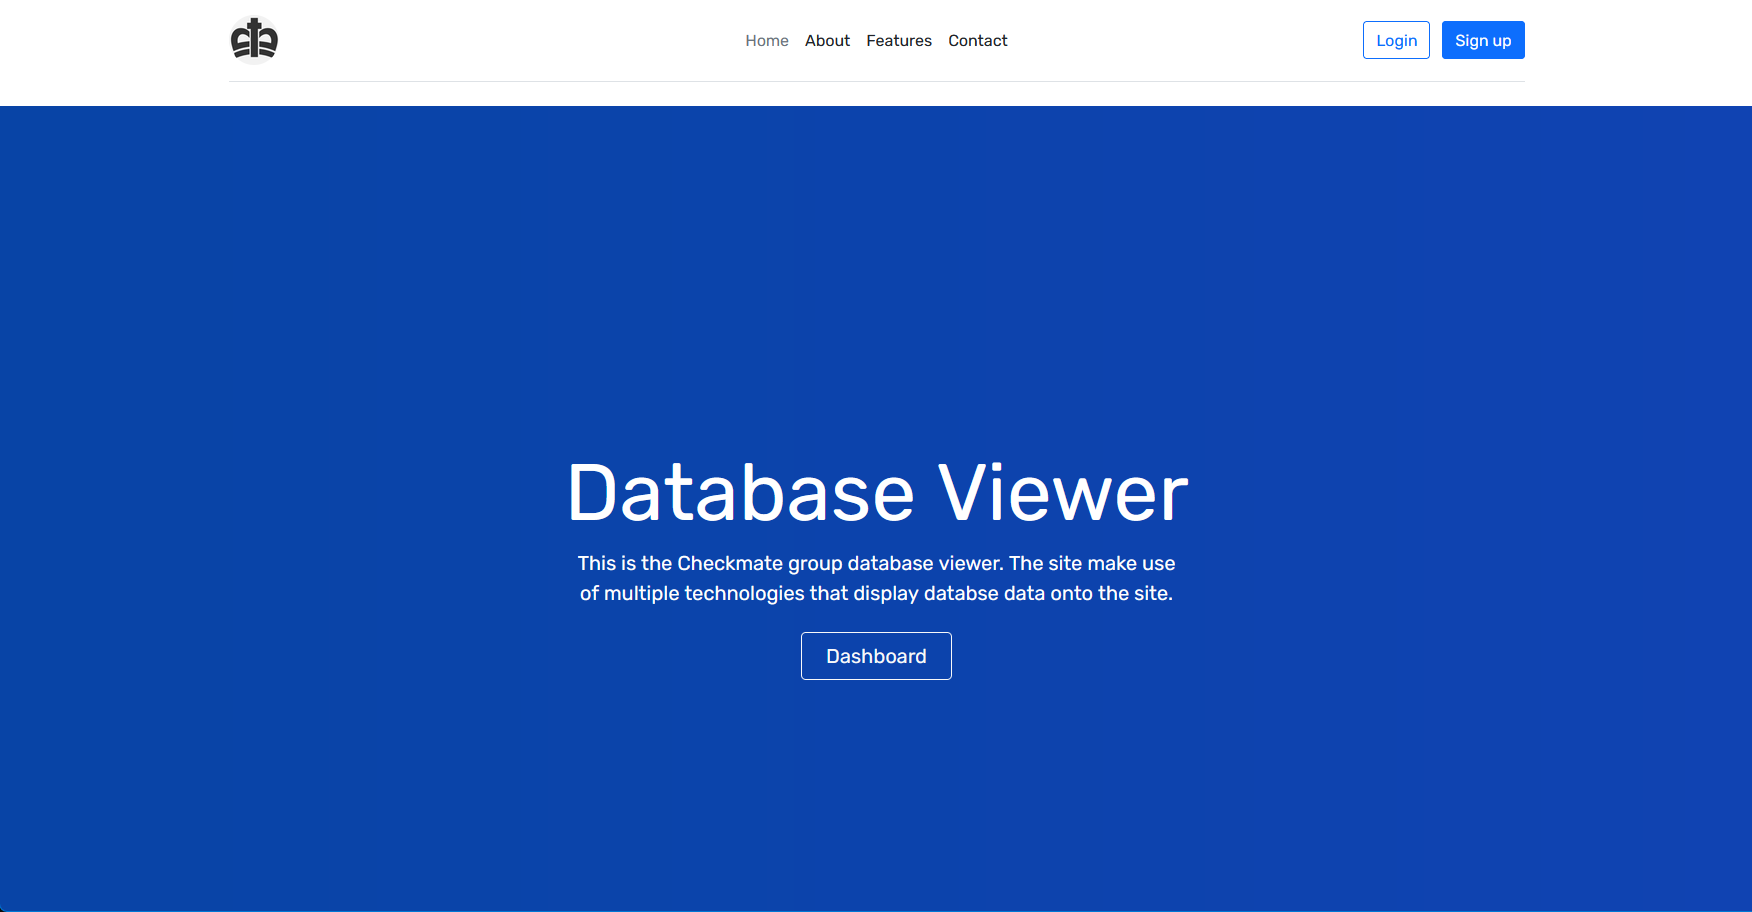 Home About Features Contact Login Sign up
Database Viewer
This is the Checkmate group database viewer. The site make use
of multiple technologies that display databse data onto the site.
Dashboard